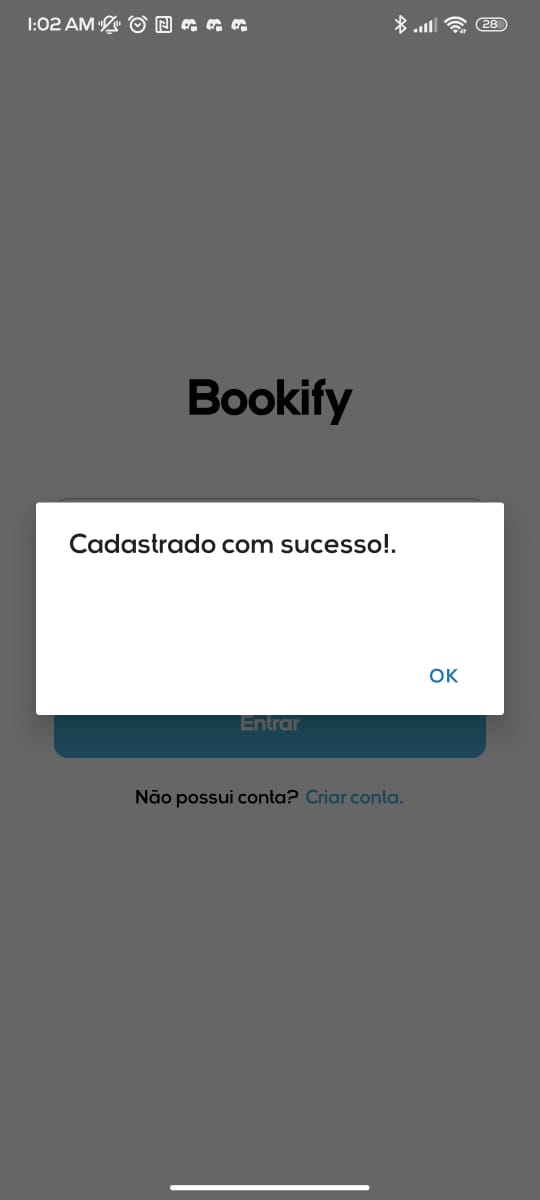 1:02 AM
28
Bookify
Cadastrado com sucesso!.
OK
Entrar
Não possui conta? Criar conta.